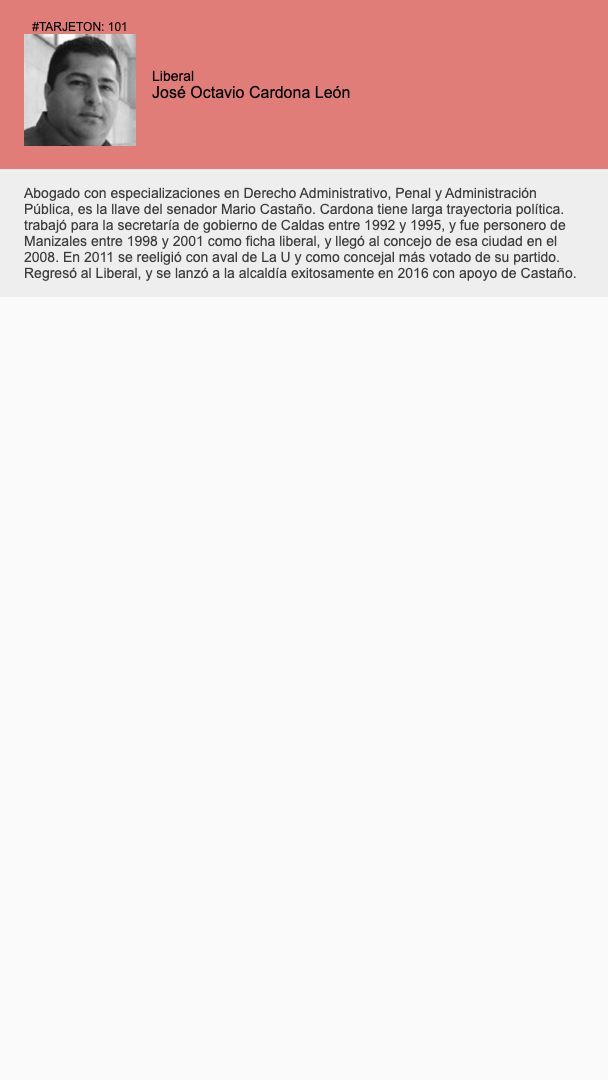 #TARJETON: 101
Liberal
José Octavio Cardona León
Abogado con especializaciones en Derecho Administrativo, Penal y Administración
Pública, es la llave del senador Mario Castaño. Cardona tiene larga trayectoria política.
trabajó para la secretaría de gobierno de Caldas entre 1992 y 1995, y fue personero de
Manizales entre 1998 y 2001 como ficha liberal, y llegó al concejo de esa ciudad en el
2008. En 2011 se reeligió con aval de La U y como concejal más votado de su partido.
Regresó al Liberal, y se lanzó a la alcaldía exitosamente en 2016 con apoyo de Castaño.